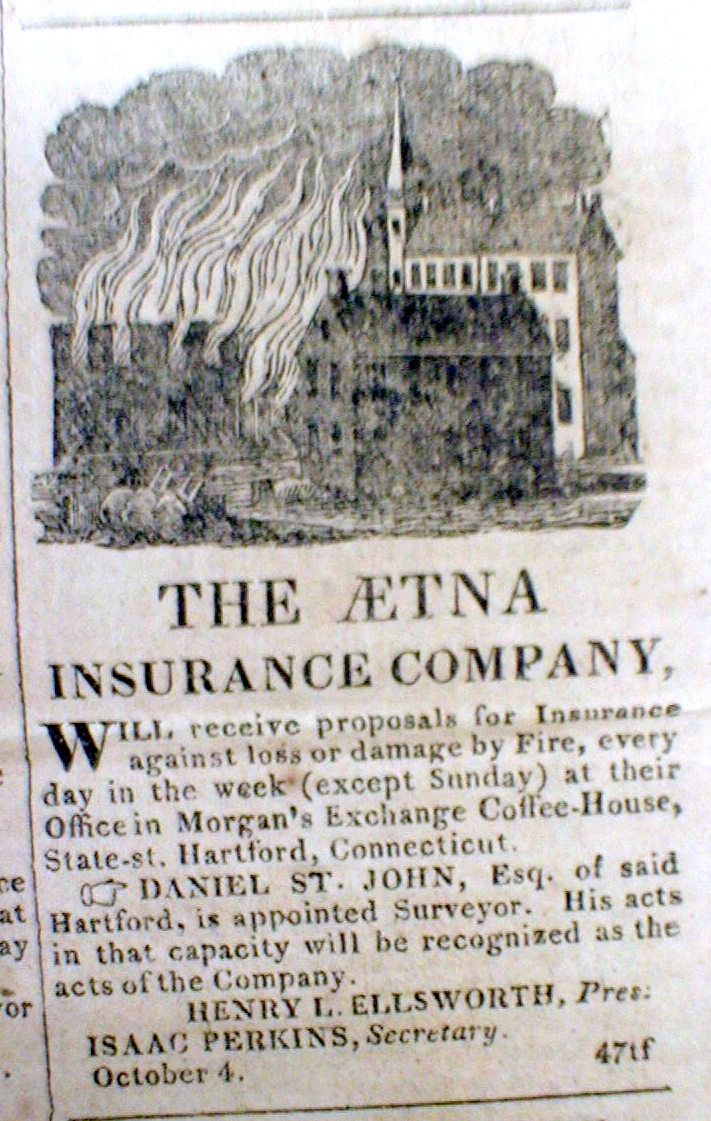 THE ÆTNA
INSURANCE COMPANY,
WILL receive proposals for Insurance
against loss or damage by Fire, every
day in the week (except Sunday) at their
Office in Morgan's Exchange Coffee-House,
State-st. Hartford, Connecticut.
☞ DANIEL ST. JOHN, Esq. of said
Hartford, is appointed Surveyor. His acts
in that capacity will be recognized as the
acts of the Company.
HENRY L. ELLSWORTH, Pres:
ISAAC PERKINS, Secretary.
October 4. 47tf
at